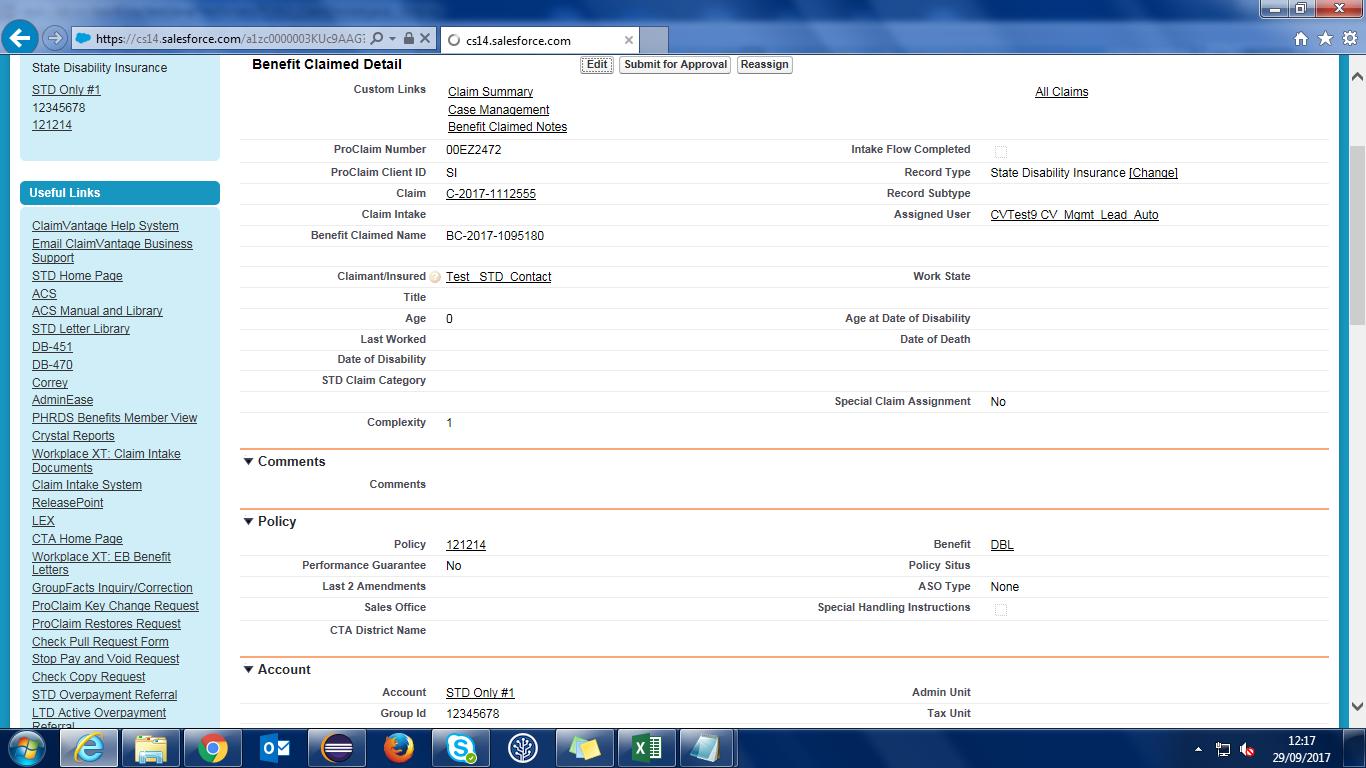 https://cs14.salesforce.com/a1zc0000003KUc9AAG
cs14.salesforce.com
State Disability Insurance
STD Only #1
12345678
121214
Useful Links
ClaimVantage Help System
Email ClaimVantage Business
Support
STD Home Page
ACS
ACS Manual and Library
STD Letter Library
DB-451
DB-470
Correy
AdminEase
PHRDS Benefits Member View
Crystal Reports
Workplace XT: Claim Intake
Documents
Claim Intake System
ReleasePoint
LEX
CTA Home Page
Workplace XT: EB Benefit
Letters
GroupFacts Inquiry/Correction
ProClaim Key Change Request
ProClaim Restores Request
Check Pull Request Form
Stop Pay and Void Request
Check Copy Request
STD Overpayment Referral
LTD Active Overpayment
Referral
Benefit Claimed Detail Edit Submit for Approval Reassign
Custom Links Claim Summary All Claims
Case Management
Benefit Claimed Notes
ProClaim Number 00EZ2472 Intake Flow Completed
ProClaim Client ID SI Record Type State Disability Insurance [Change]
Claim C-2017-1112555 Record Subtype
Claim Intake Assigned User CVTest9 CV_Mgmt_Lead_Auto
Benefit Claimed Name BC-2017-1095180
Claimant/Insured ? Test_ STD_Contact Work State
Title
Age 0 Age at Date of Disability
Last Worked Date of Death
Date of Disability
STD Claim Category
Special Claim Assignment No
Complexity 1
Comments
Comments
Policy
Policy 121214 Benefit DBL
Performance Guarantee No Policy Situs
Last 2 Amendments ASO Type None
Sales Office Special Handling Instructions
CTA District Name
Account
Account STD Only #1 Admin Unit
Group Id 12345678 Tax Unit
12:17
29/09/2017